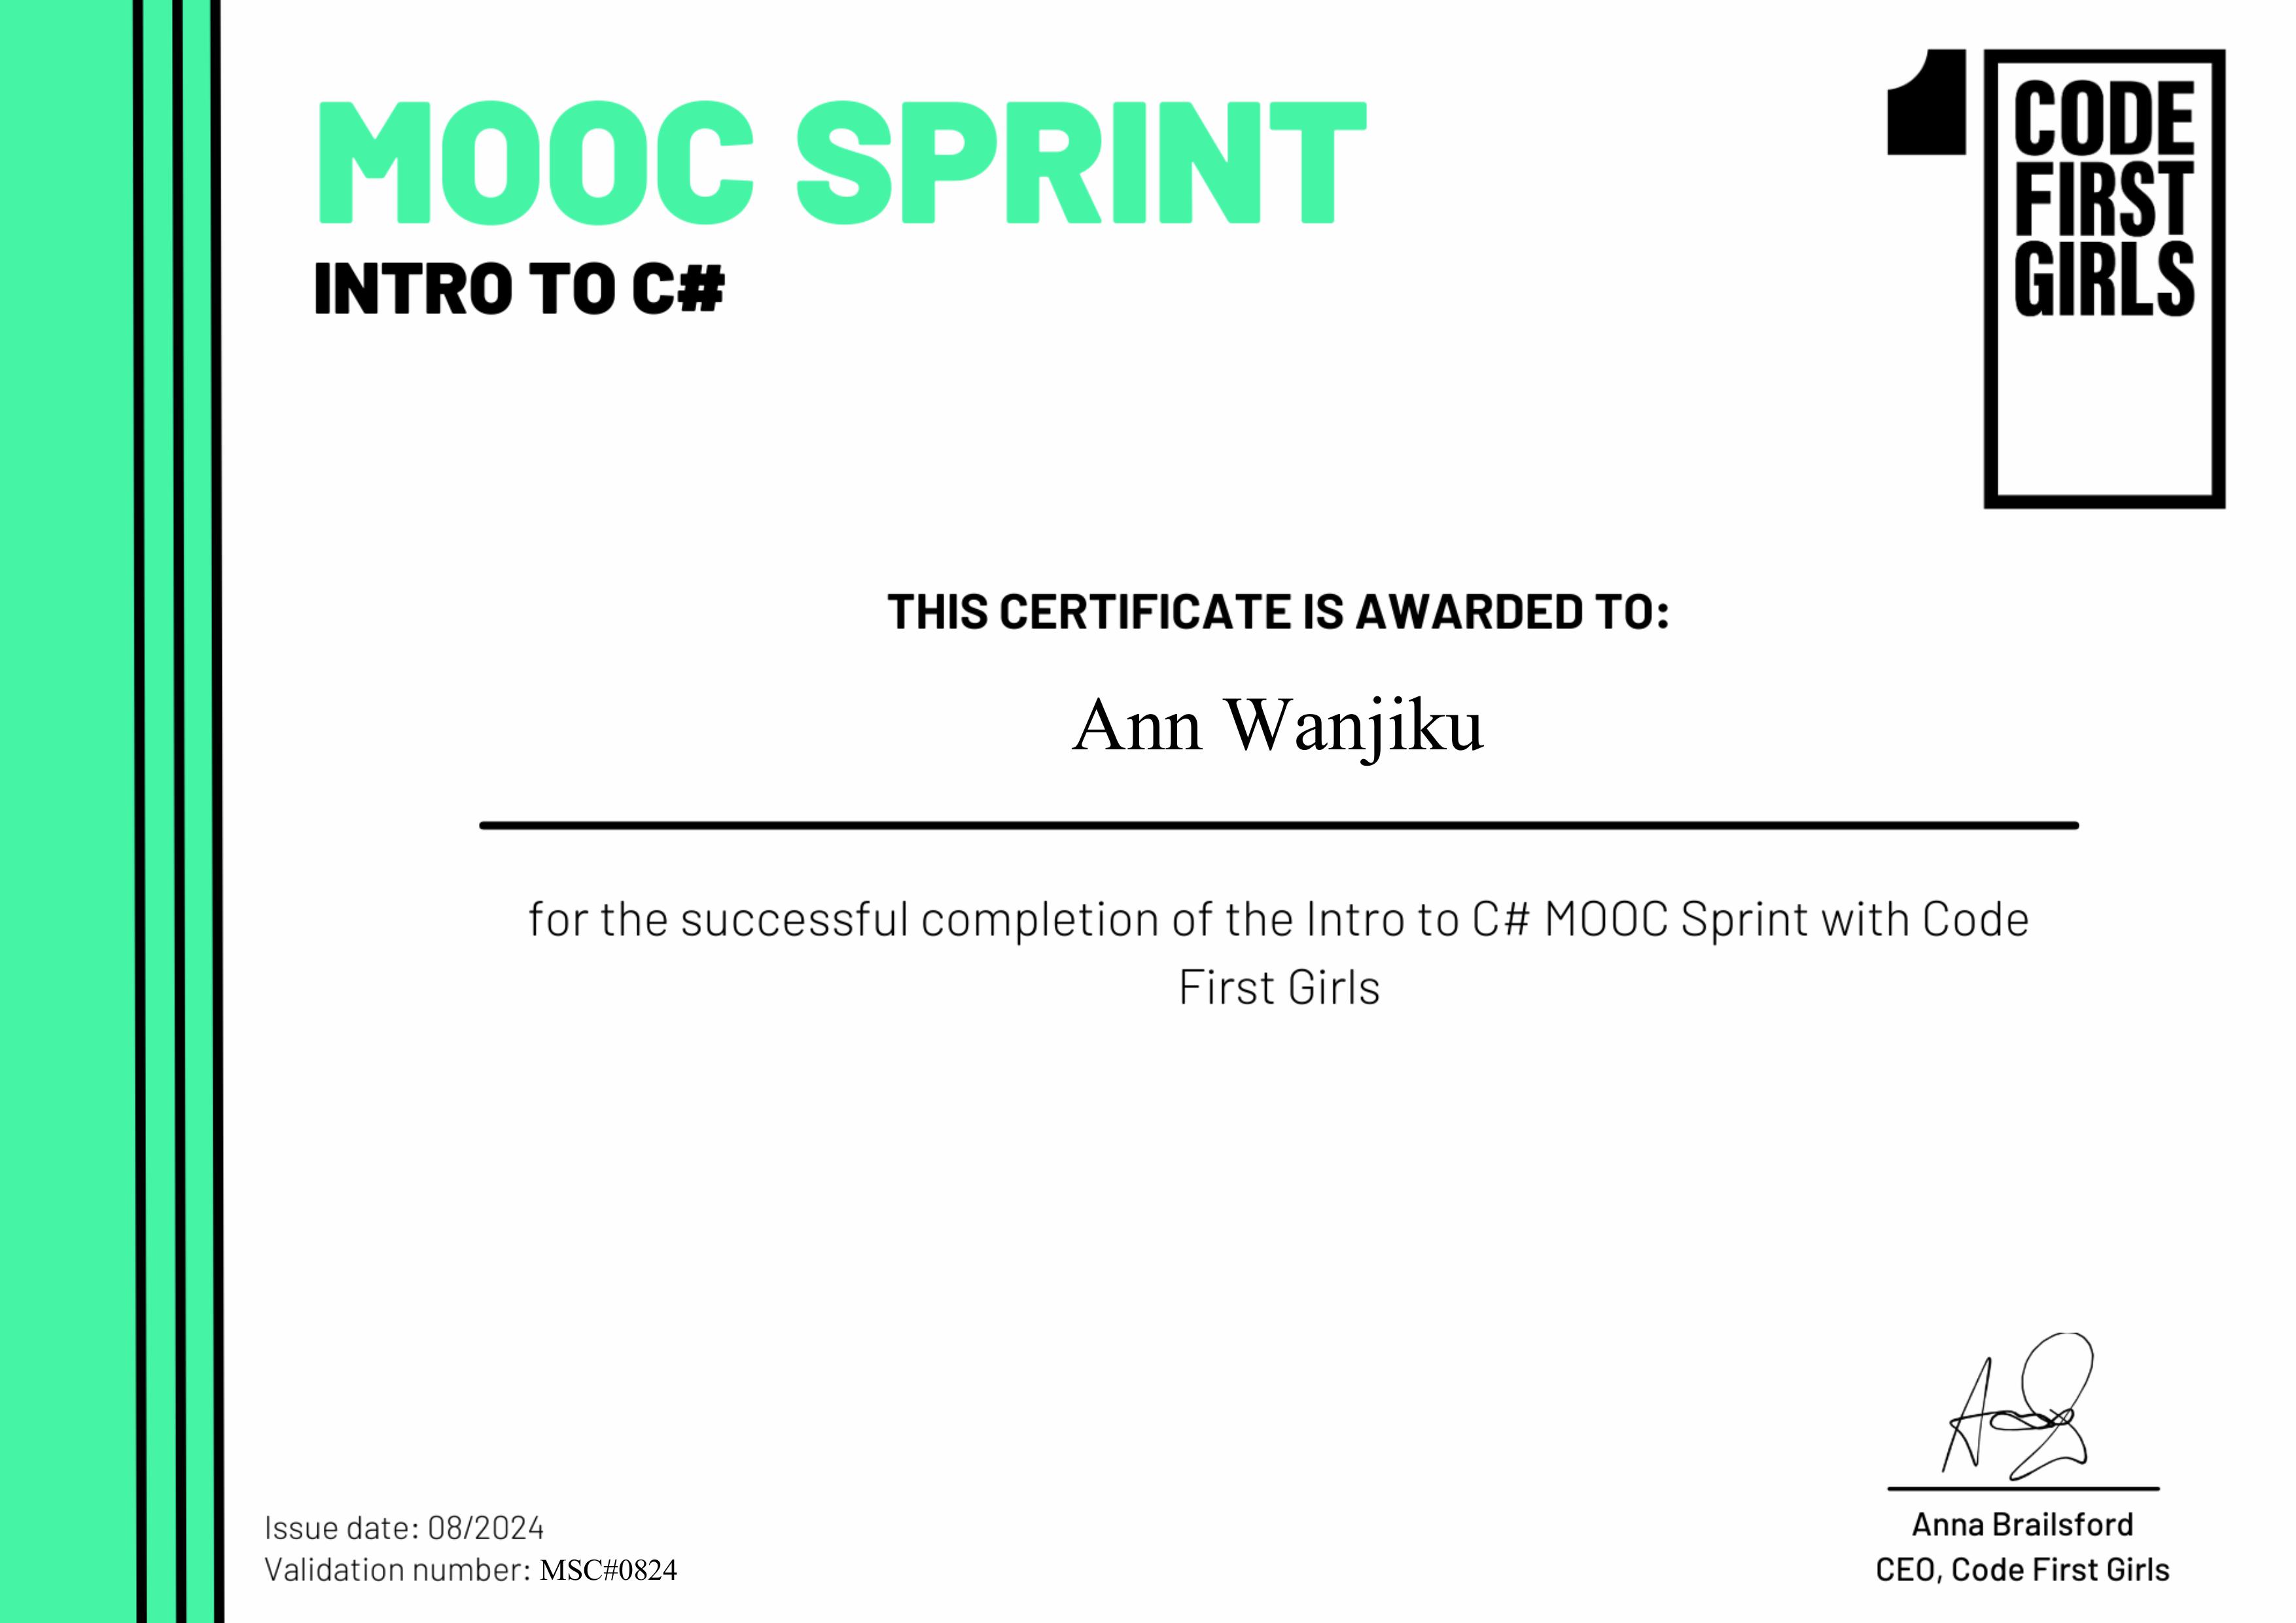 MOOC SPRINT
INTRO TO C#
CODE
FIRST
GIRLS
THIS CERTIFICATE IS AWARDED TO:
Ann Wanjiku
for the successful completion of the Intro to C# MOOC Sprint with Code
First Girls
Issue date: 08/2024
Validation number: MSC#0824
Anna Brailsford
CEO, Code First Girls